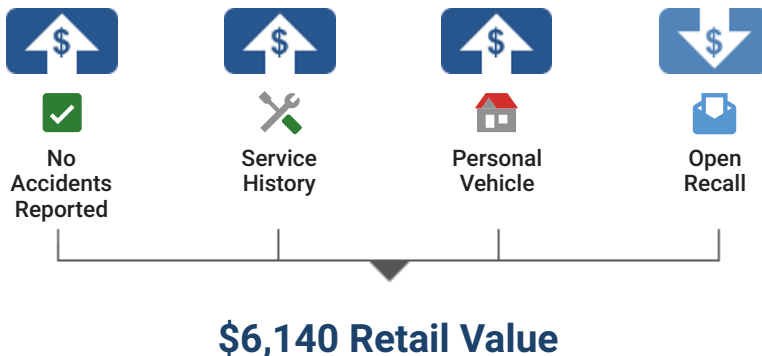 $ $ $ $
No Accidents Reported
Service History
Personal Vehicle
Open Recall
$6,140 Retail Value